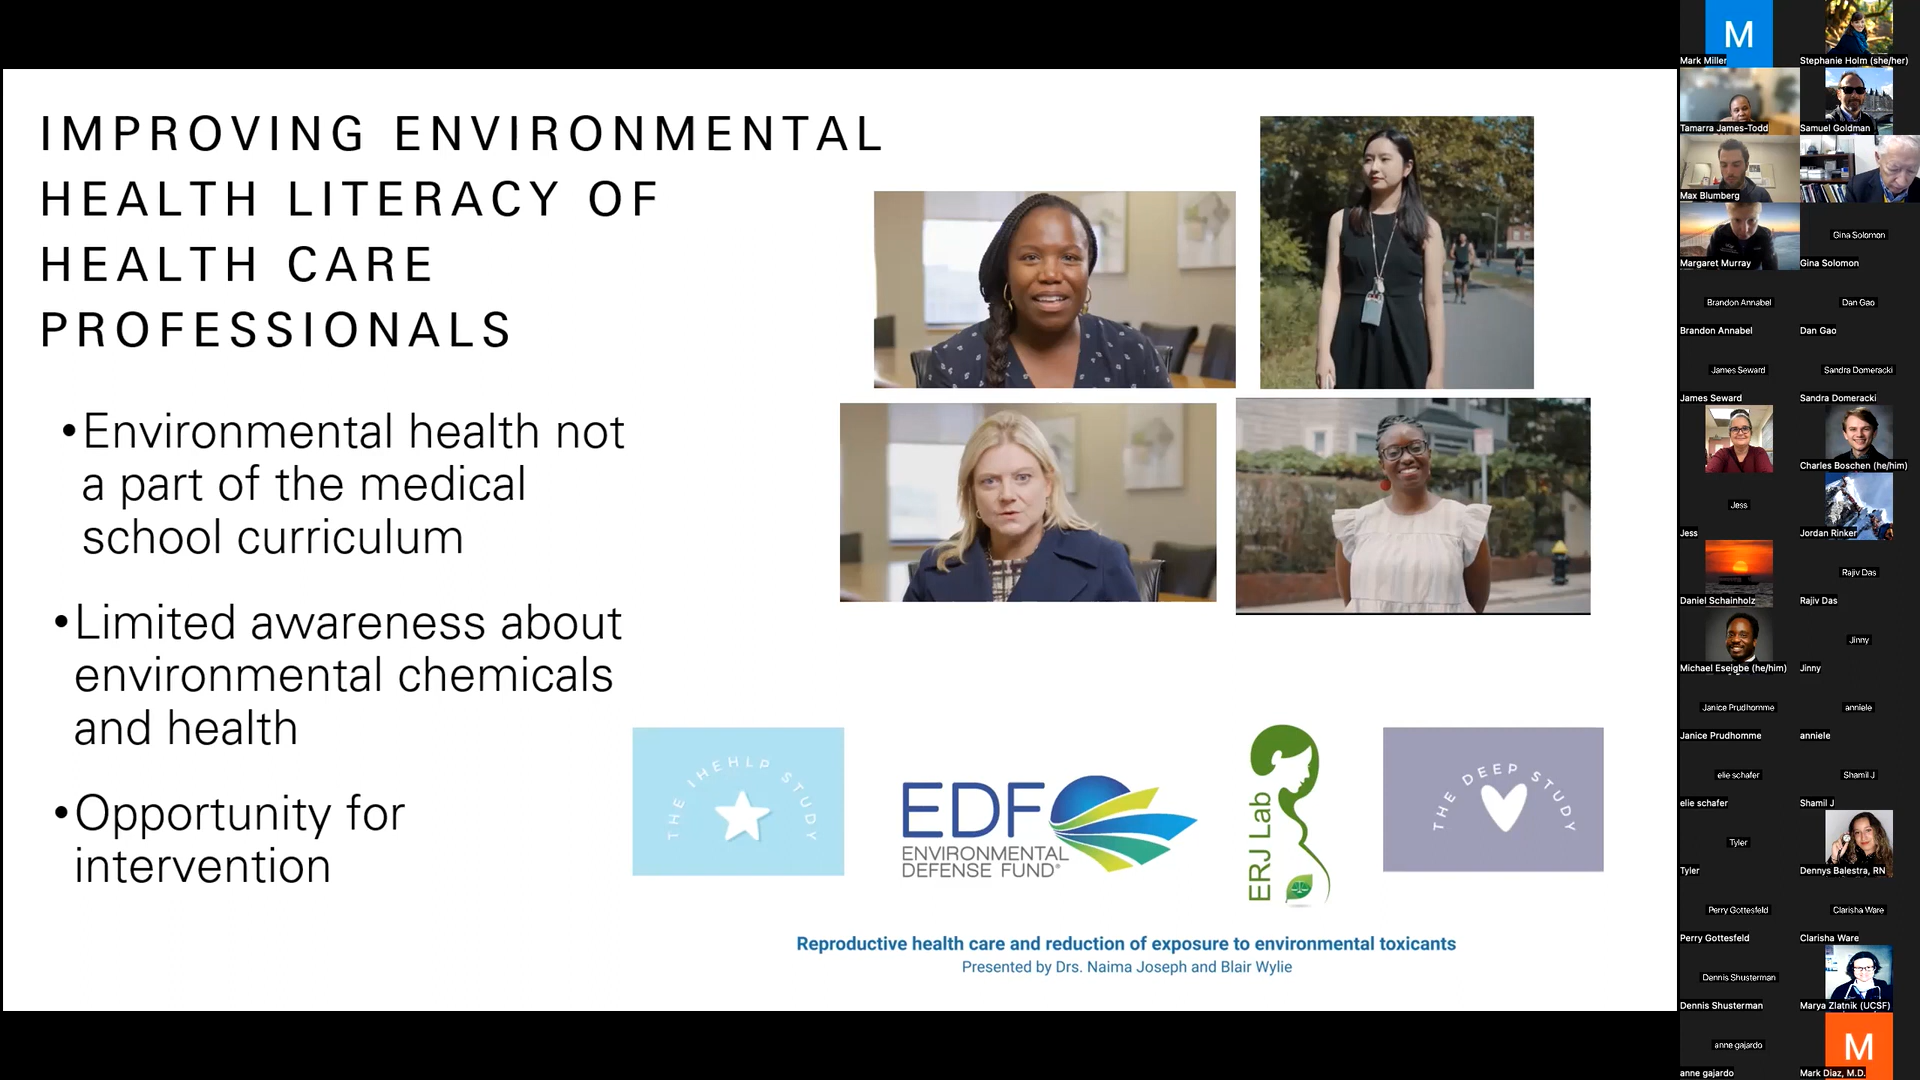 IMPROVING ENVIRONMENTAL
HEALTH LITERACY OF
HEALTH CARE
PROFESSIONALS
•Environmental health not
a part of the medical
school curriculum
•Limited awareness about
environmental chemicals
and health
•Opportunity for
intervention
THE IHEHLP STUDY
EDF
ENVIRONMENTAL
DEFENSE FUND®
ERJ Lab
THE DEEP STUDY
Reproductive health care and reduction of exposure to environmental toxicants
Presented by Drs. Naima Joseph and Blair Wylie
M
Mark Miller
Stephanie Holm (she/her)
Tamarra James-Todd
Samuel Goldman
Max Blumberg
Margaret Murray
Gina Solomon
Gina Solomon
Brandon Annabel
Brandon Annabel
Dan Gao
Dan Gao
James Seward
James Seward
Sandra Domeracki
Sandra Domeracki
Charles Boschen (he/him)
Jess
Jess
Jordan Rinker
Daniel Schainholz
Rajiv Das
Rajiv Das
Michael Eseigbe (he/him)
Jinny
Jinny
Janice Prudhomme
Janice Prudhomme
anniele
anniele
elie schafer
elie schafer
Shamil J
Shamil J
Tyler
Tyler
Dennys Balestra, RN
Perry Gottesfeld
Perry Gottesfeld
Clarisha Ware
Clarisha Ware
Dennis Shusterman
Dennis Shusterman
Marya Zlatnik (UCSF)
anne gajardo
anne gajardo
M
Mark Diaz, M.D.